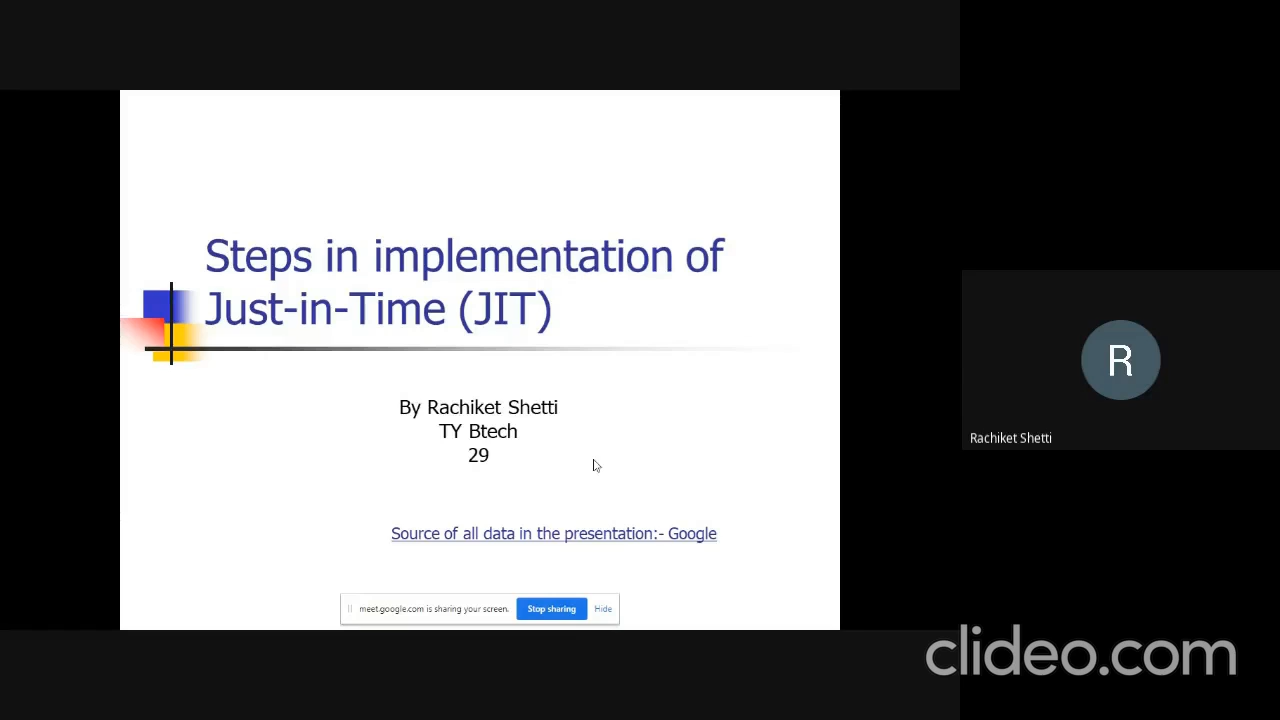 Steps in implementation of
Just-in-Time (JIT)
By Rachiket Shetti
TY Btech
29
Source of all data in the presentation:- Google
meet.google.com is sharing your screen.
Stop sharing
Hide
R
Rachiket Shetti
clideo.com